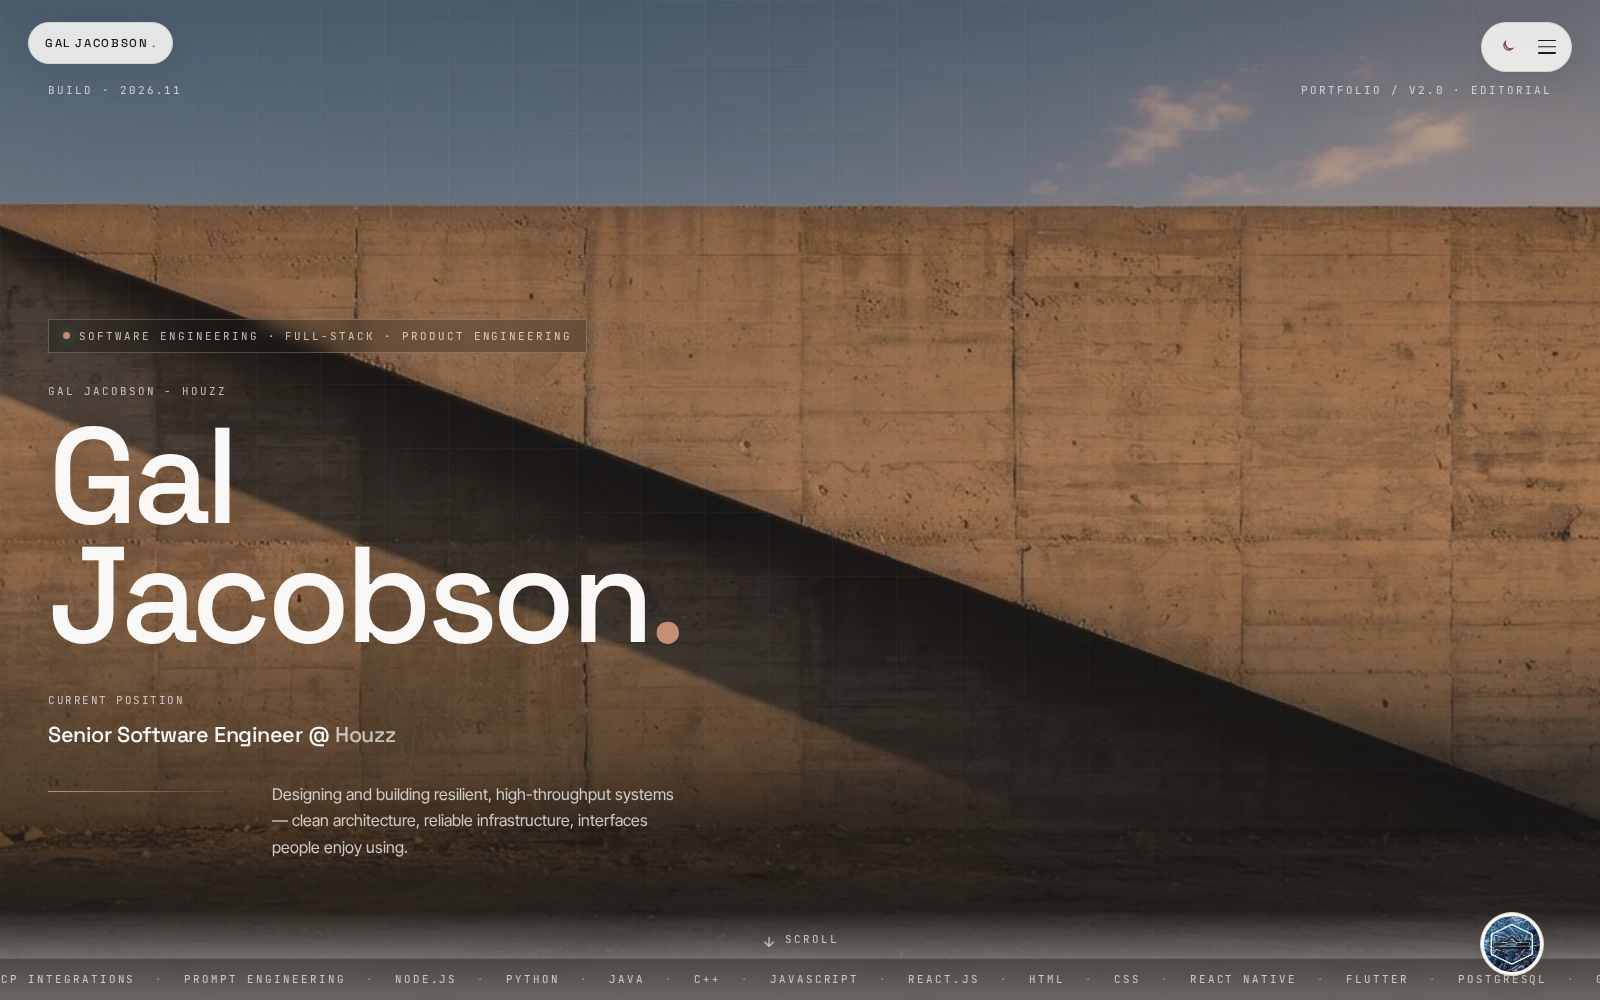 GAL JACOBSON.
BUILD · 2026.11
PORTFOLIO / V2.0 · EDITORIAL
SOFTWARE ENGINEERING · FULL-STACK · PRODUCT ENGINEERING
GAL JACOBSON - HOUZZ
Gal
Jacobson.
CURRENT POSITION
Senior Software Engineer @ Houzz
Designing and building resilient, high-throughput systems
— clean architecture, reliable infrastructure, interfaces
people enjoy using.
SCROLL
CP INTEGRATIONS · PROMPT ENGINEERING · NODE.JS · PYTHON · JAVA · C++ · JAVASCRIPT · REACT.JS · HTML · CSS · REACT NATIVE · FLUTTER · POSTGRESQL ·